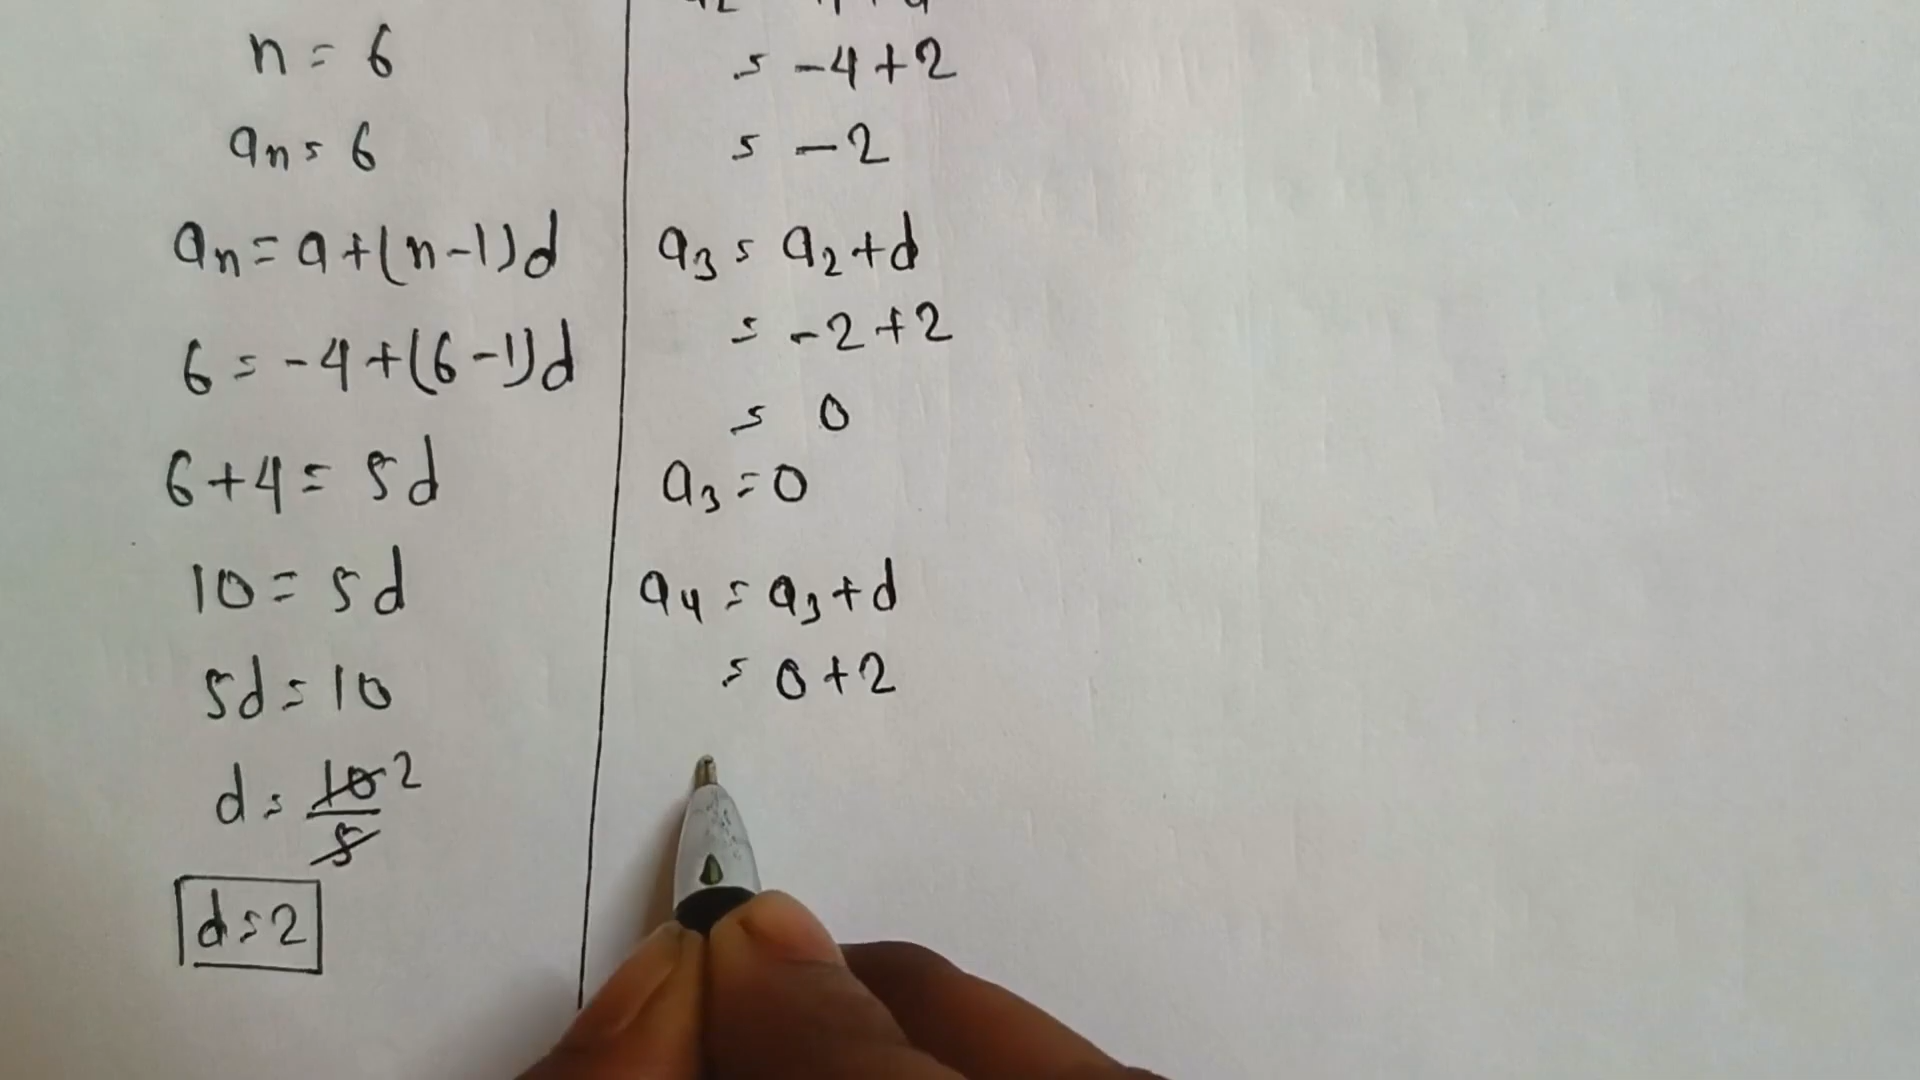 n = 6
an = 6
an = a+(n-1)d
6 = -4+(6-1)d
6+4 = 5d
10 = 5d
5d = 10
d = 10/5 2
d=2
= -4+2
= -2
a3 = a2+d
= -2+2
= 0
a3 = 0
a4 = a3+d
= 0+2